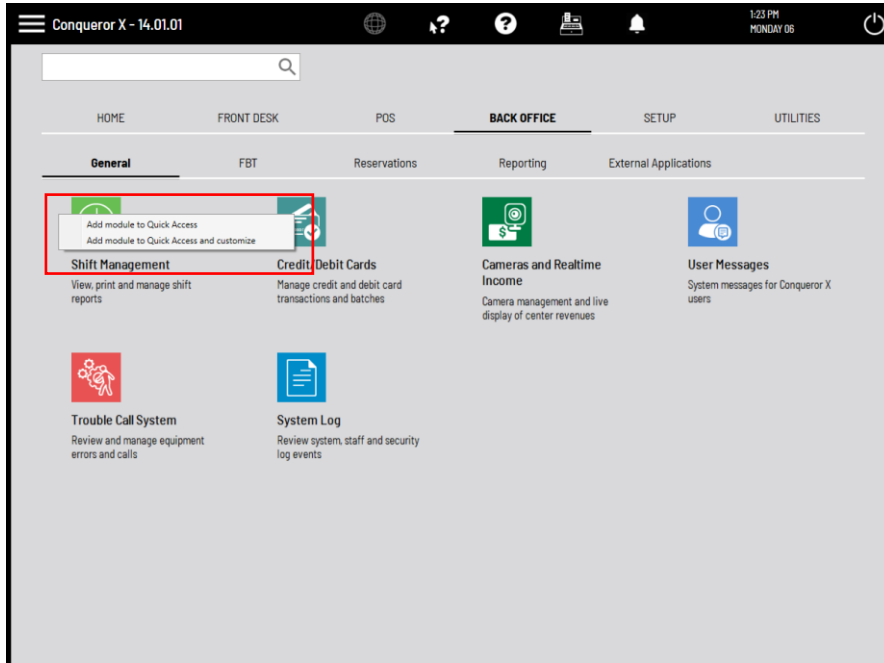 Conqueror X - 14.01.01
1:23 PM
MONDAY 06
HOME FRONT DESK POS BACK OFFICE SETUP UTILITIES
General FBT Reservations Reporting External Applications
Add module to Quick Access
Add module to Quick Access and customize
Shift Management
View, print and manage shift
reports
Credit/Debit Cards
Manage credit and debit card
transactions and batches
Cameras and Realtime
Income
Camera management and live
display of center revenues
User Messages
System messages for Conqueror X
users
Trouble Call System
Review and manage equipment
errors and calls
System Log
Review system, staff and security
log events